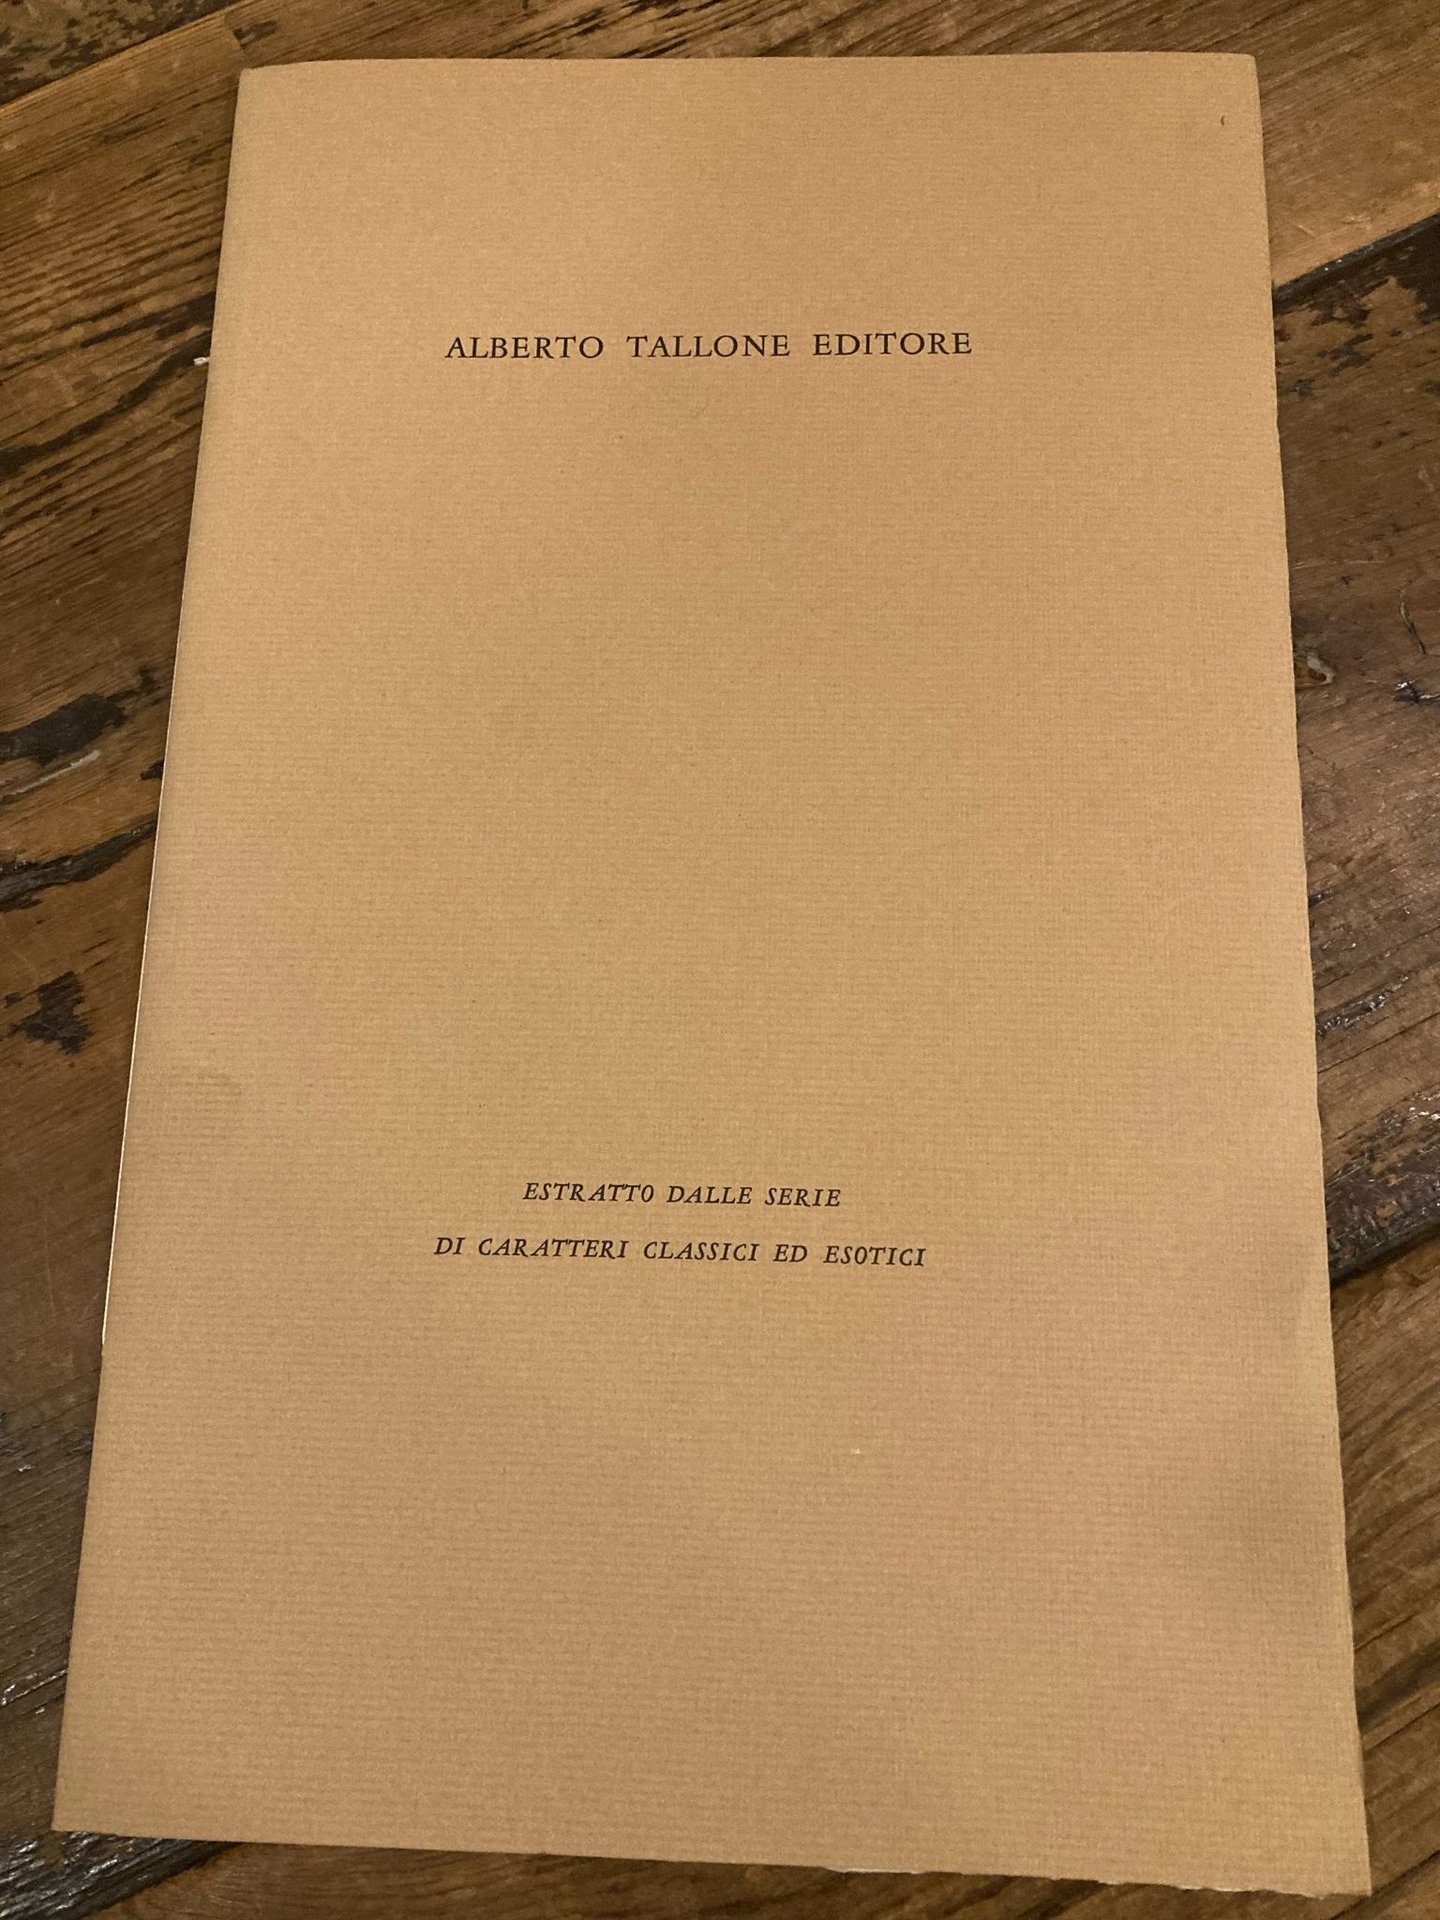 ALBERTO TALLONE EDITORE
ESTRATTO DALLE SERIE
DI CARATTERI CLASSICI ED ESOTICI